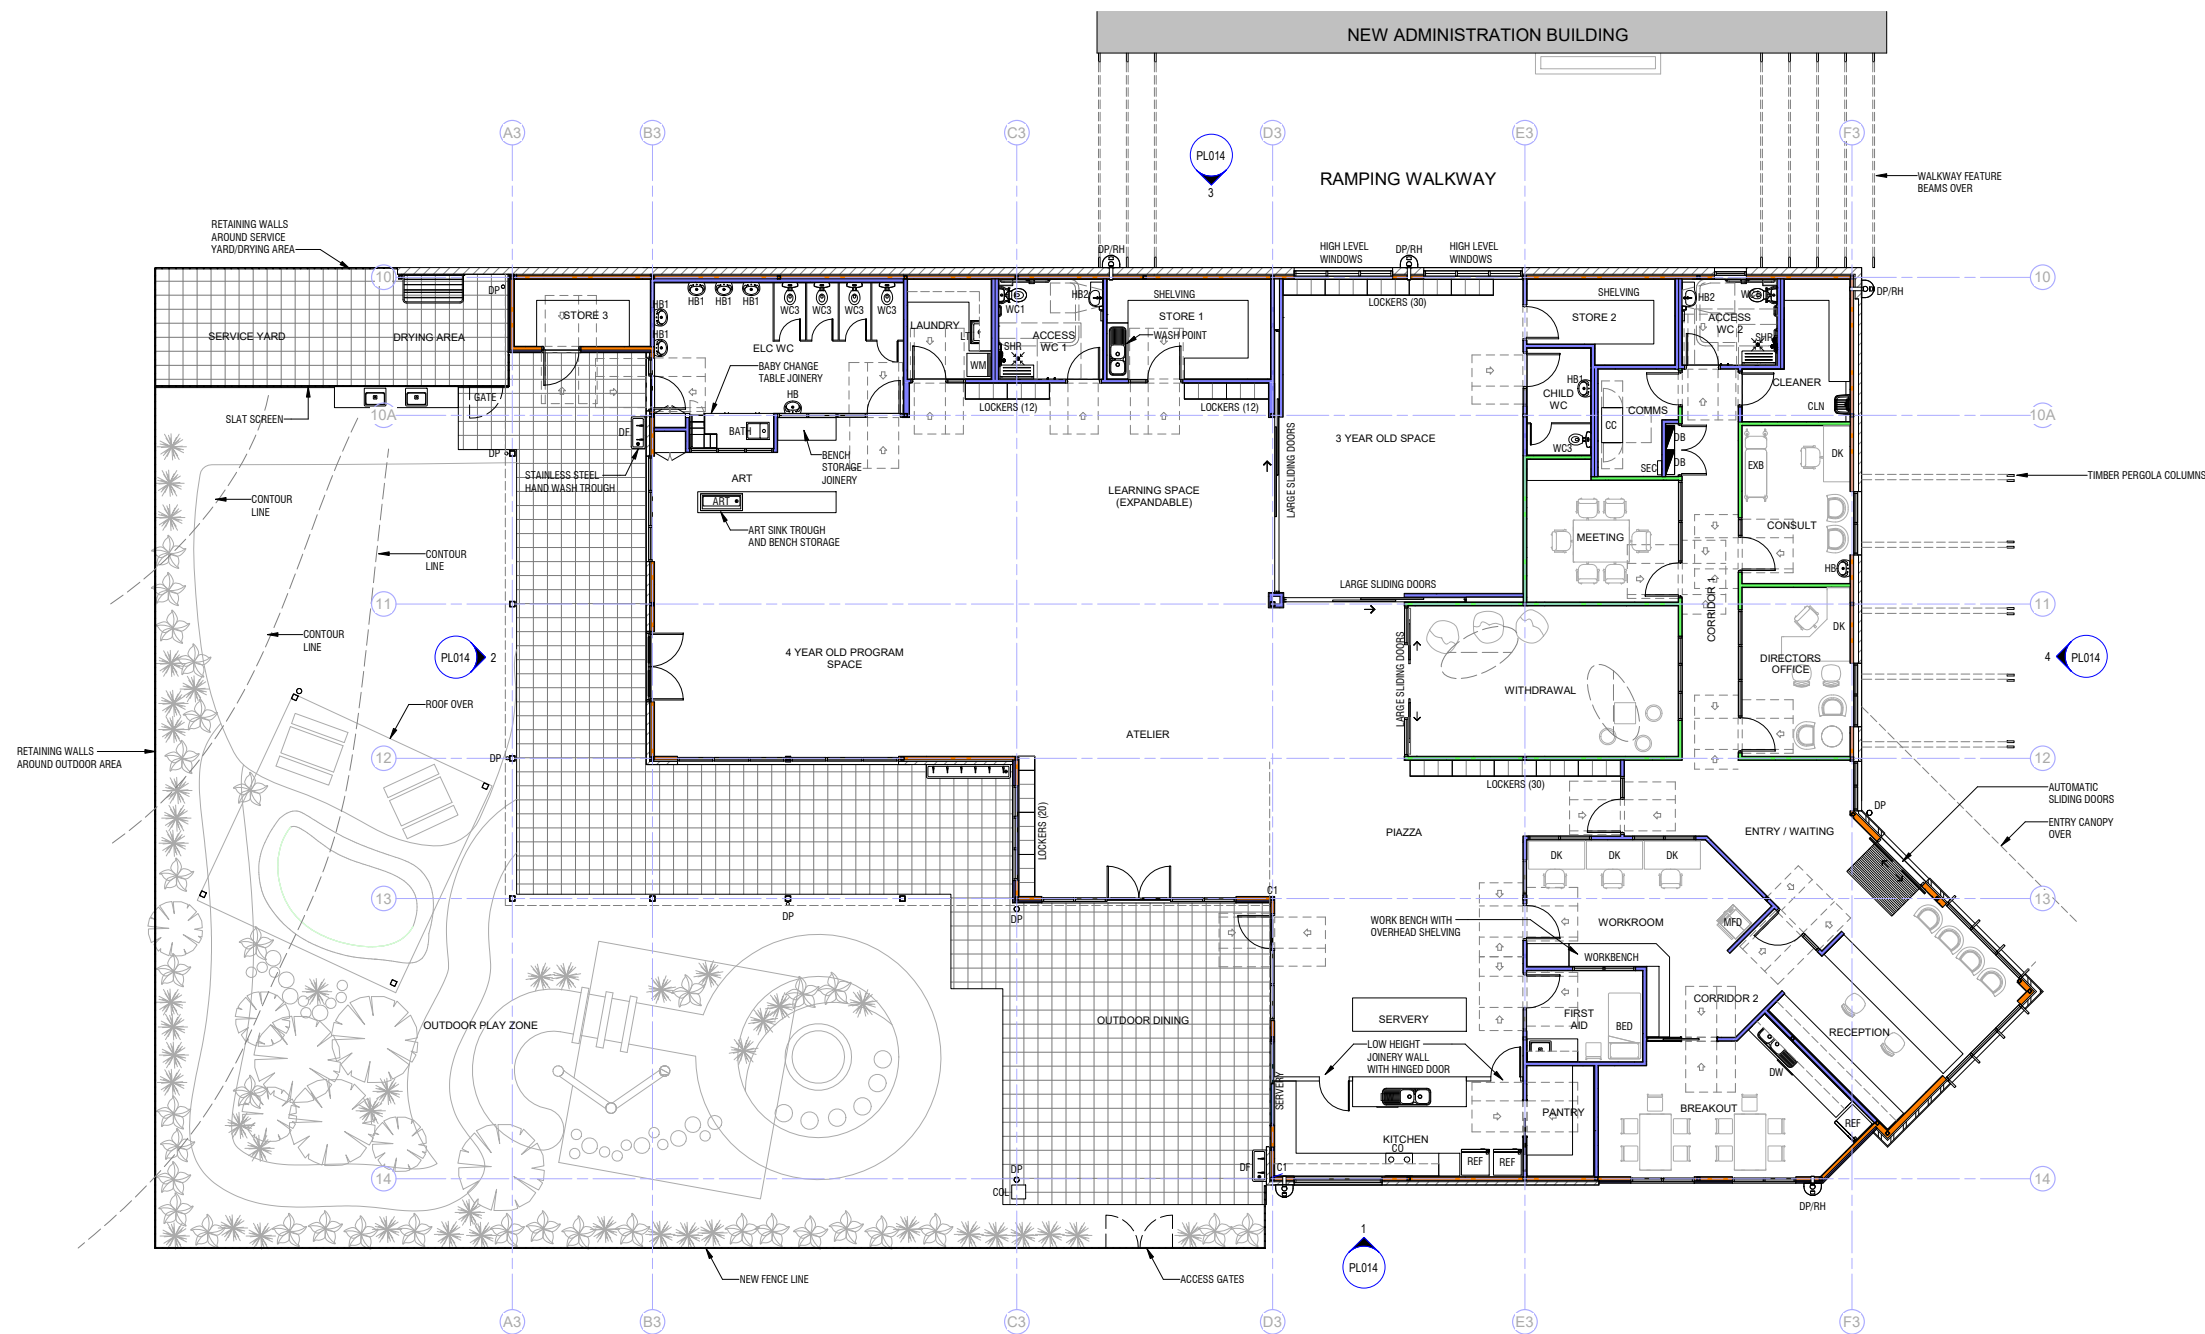 NEW ADMINISTRATION BUILDING
A3
B3
C3
D3
E3
F3
PL014
3
RAMPING WALKWAY
WALKWAY FEATURE
BEAMS OVER
RETAINING WALLS
AROUND SERVICE
YARD/DRYING AREA
DP/RH
HIGH LEVEL
WINDOWS
DP/RH
HIGH LEVEL
WINDOWS
10
10
DP
DP/RH
SERVICE YARD
DRYING AREA
STORE 3
HB1
HB1
HB1
HB1
HB1
WC3
WC3
WC3
WC3
ELC WC
LAUNDRY
LT
WM
WC1
HB2
ACCESS
WC 1
SHR
SHELVING
STORE 1
WASH POINT
LOCKERS (30)
SHELVING
STORE 2
HB2
ACCESS
WC 2
SHR
BABY CHANGE
TABLE JOINERY
HB
CHILD
WC
HB1
WC3
COMMS
CC
SEC
CLEANER
CLN
GATE
SLAT SCREEN
10A
10A
LOCKERS (12)
LOCKERS (12)
DF
BATH
BENCH
STORAGE
JOINERY
DP
STAINLESS STEEL
HAND WASH TROUGH
ART
ART
ART SINK TROUGH
AND BENCH STORAGE
LEARNING SPACE
(EXPANDABLE)
LARGE SLIDING DOORS
3 YEAR OLD SPACE
DB
DB
EXB
DK
CONSULT
HB
TIMBER PERGOLA COLUMNS
CONTOUR
LINE
CONTOUR
LINE
CONTOUR
LINE
MEETING
LARGE SLIDING DOORS
11
11
CORRIDOR 1
DK
DIRECTORS
OFFICE
PL014
2
4
PL014
4 YEAR OLD PROGRAM
SPACE
LARGE SLIDING DOORS
WITHDRAWAL
ROOF OVER
RETAINING WALLS
AROUND OUTDOOR AREA
12
12
DP
ATELIER
LOCKERS (20)
LOCKERS (30)
PIAZZA
ENTRY / WAITING
DP
AUTOMATIC
SLIDING DOORS
ENTRY CANOPY
OVER
DK
DK
DK
13
13
DP
DP
C1
WORK BENCH WITH
OVERHEAD SHELVING
WORKROOM
MFD
WORKBENCH
CORRIDOR 2
OUTDOOR PLAY ZONE
OUTDOOR DINING
SERVERY
FIRST
AID
BED
RECEPTION
LOW HEIGHT
JOINERY WALL
WITH HINGED DOOR
SERVERY
DW
PANTRY
BREAKOUT
REF
KITCHEN
CO
REF
REF
14
14
DP
COL
DF
C1
DP/RH
1
PL014
NEW FENCE LINE
ACCESS GATES
A3
B3
C3
D3
E3
F3